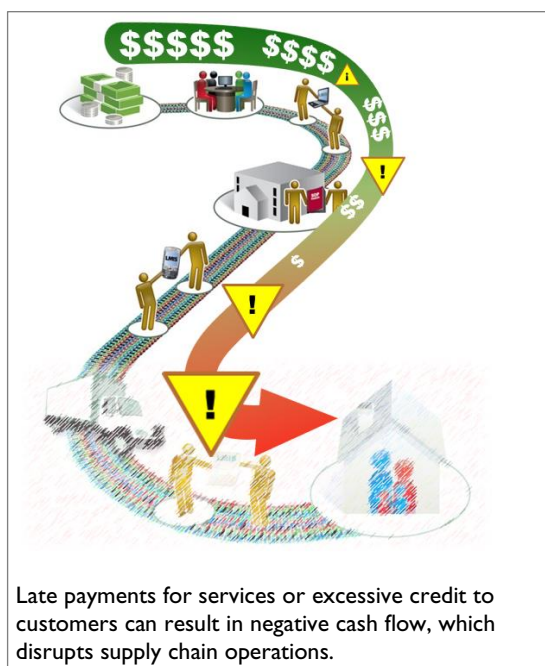 $$$$$ $$$$
!
$$$
!
$$
$
LMIS
!
!
Late payments for services or excessive credit to
customers can result in negative cash flow, which
disrupts supply chain operations.